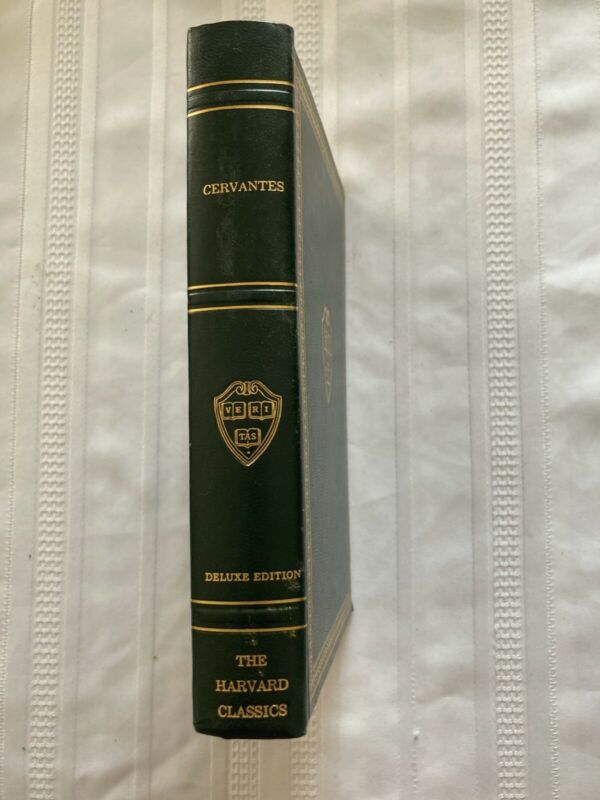 CERVANTES
VE RI
TAS
DELUXE EDITION
THE
HARVARD
CLASSICS